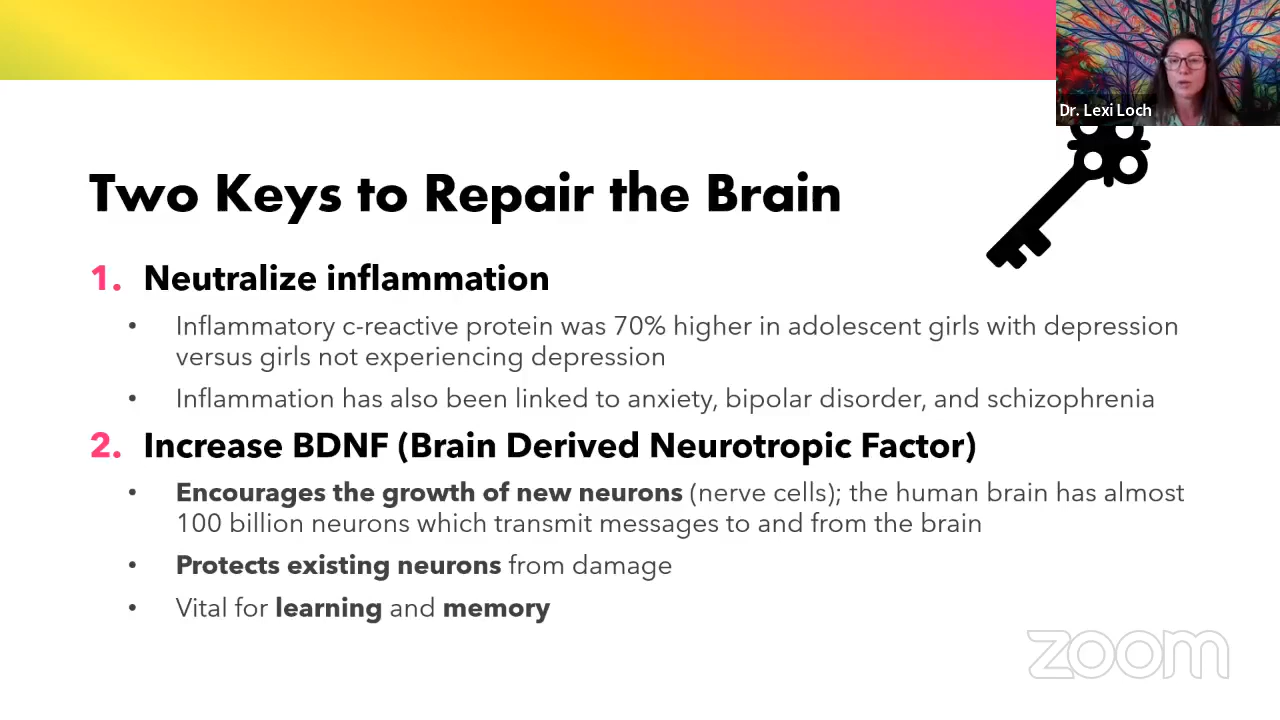 Dr. Lexi Loch
Two Keys to Repair the Brain
1. Neutralize inflammation
• Inflammatory c-reactive protein was 70% higher in adolescent girls with depression
versus girls not experiencing depression
• Inflammation has also been linked to anxiety, bipolar disorder, and schizophrenia
2. Increase BDNF (Brain Derived Neurotropic Factor)
• Encourages the growth of new neurons (nerve cells); the human brain has almost
100 billion neurons which transmit messages to and from the brain
• Protects existing neurons from damage
• Vital for learning and memory
zoom